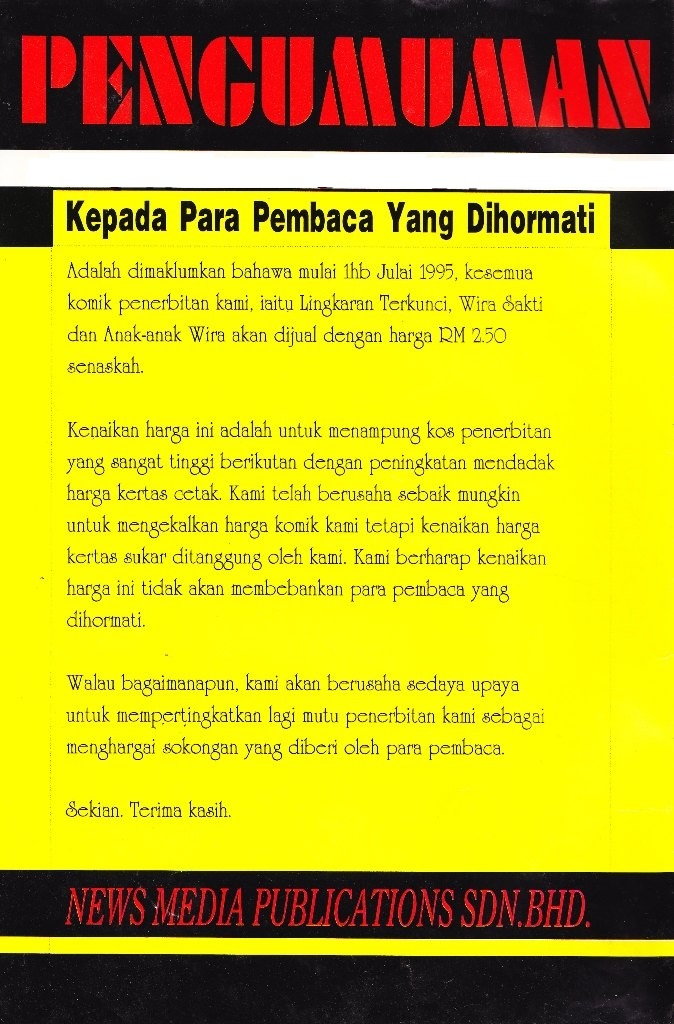 PENGUMUMAN
Kepada Para Pembaca Yang Dihormati
Adalah dimaklumkan bahawa mulai 1hb Julai 1995, kesemua
komik penerbitan kami, iaitu Lingkaran Terkunci, Wira Sakti
dan Anak-anak Wira akan dijual dengan harga RM 2.50
senaskah.
Kenaikan harga ini adalah untuk menampung kos penerbitan
yang sangat tinggi berikutan dengan peningkatan mendadak
harga kertas cetak. Kami telah berusaha sebaik mungkin
untuk mengekalkan harga komik kami tetapi kenaikan harga
kertas sukar ditanggung oleh kami. Kami berharap kenaikan
harga ini tidak akan membebankan para pembaca yang
dihormati.
Walau bagaimanapun, kami akan berusaha sedaya upaya
untuk mempertingkatkan lagi mutu penerbitan kami sebagai
menghargai sokongan yang diberi oleh para pembaca.
Sekian. Terima kasih.
NEWS MEDIA PUBLICATIONS SDN.BHD.